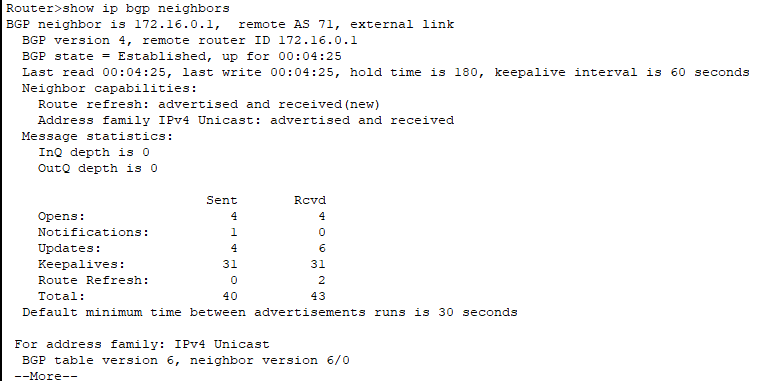 Router>show ip bgp neighbors
BGP neighbor is 172.16.0.1,  remote AS 71, external link
  BGP version 4, remote router ID 172.16.0.1
  BGP state = Established, up for 00:04:25
  Last read 00:04:25, last write 00:04:25, hold time is 180, keepalive interval is 60 seconds
  Neighbor capabilities:
    Route refresh: advertised and received(new)
    Address family IPv4 Unicast: advertised and received
  Message statistics:
    InQ depth is 0
    OutQ depth is 0

                         Sent       Rcvd
    Opens:                  4          4
    Notifications:          1          0
    Updates:                4          6
    Keepalives:            31         31
    Route Refresh:          0          2
    Total:                 40         43
  Default minimum time between advertisements runs is 30 seconds

 For address family: IPv4 Unicast
  BGP table version 6, neighbor version 6/0
 --More--